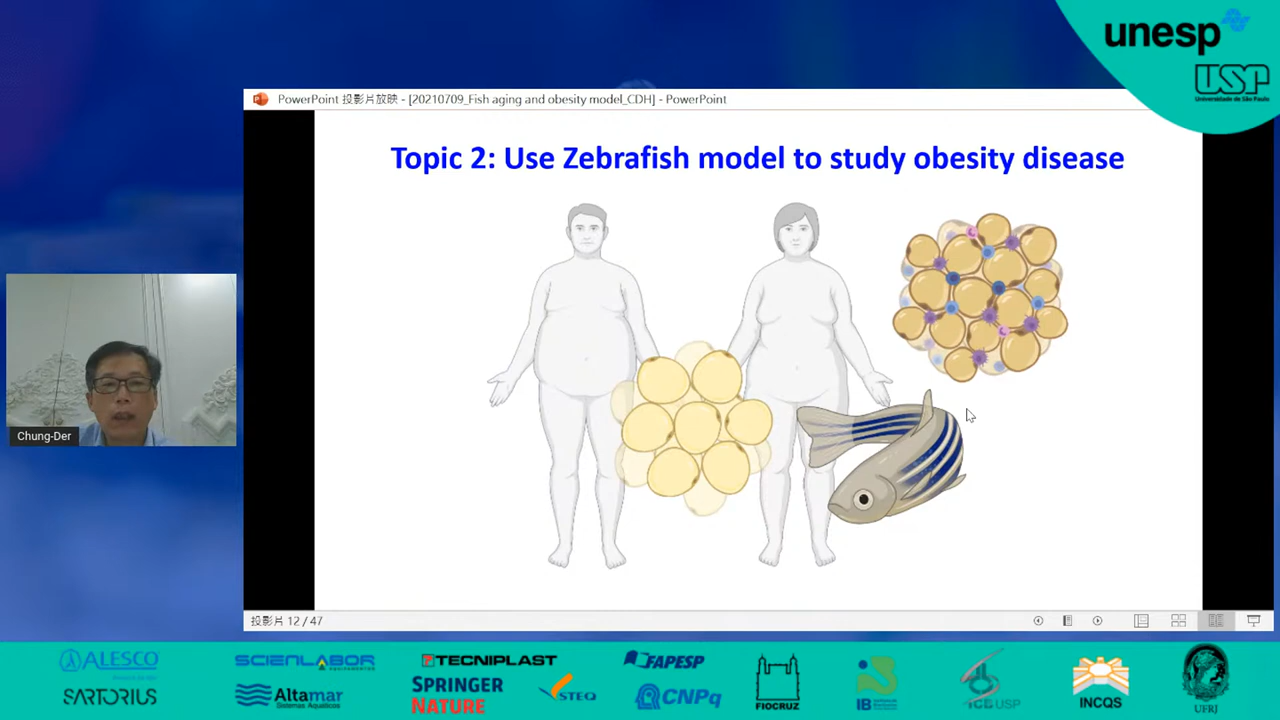 unesp
USP
Universidade de São Paulo
PowerPoint 投影片放映 - [20210709_Fish aging and obesity model_CDH] - PowerPoint
Topic 2: Use Zebrafish model to study obesity disease
Chung-Der
投影片 12 / 47
ALESCO
SCIENLABOR
TECNIPLAST
FAPESP
SARTORIUS
Altamar
Sistemas Aquáticos
SPRINGER
NATURE
STEQ
CNPq
FIOCRUZ
IB
ICB USP
INCQS
UFRJ